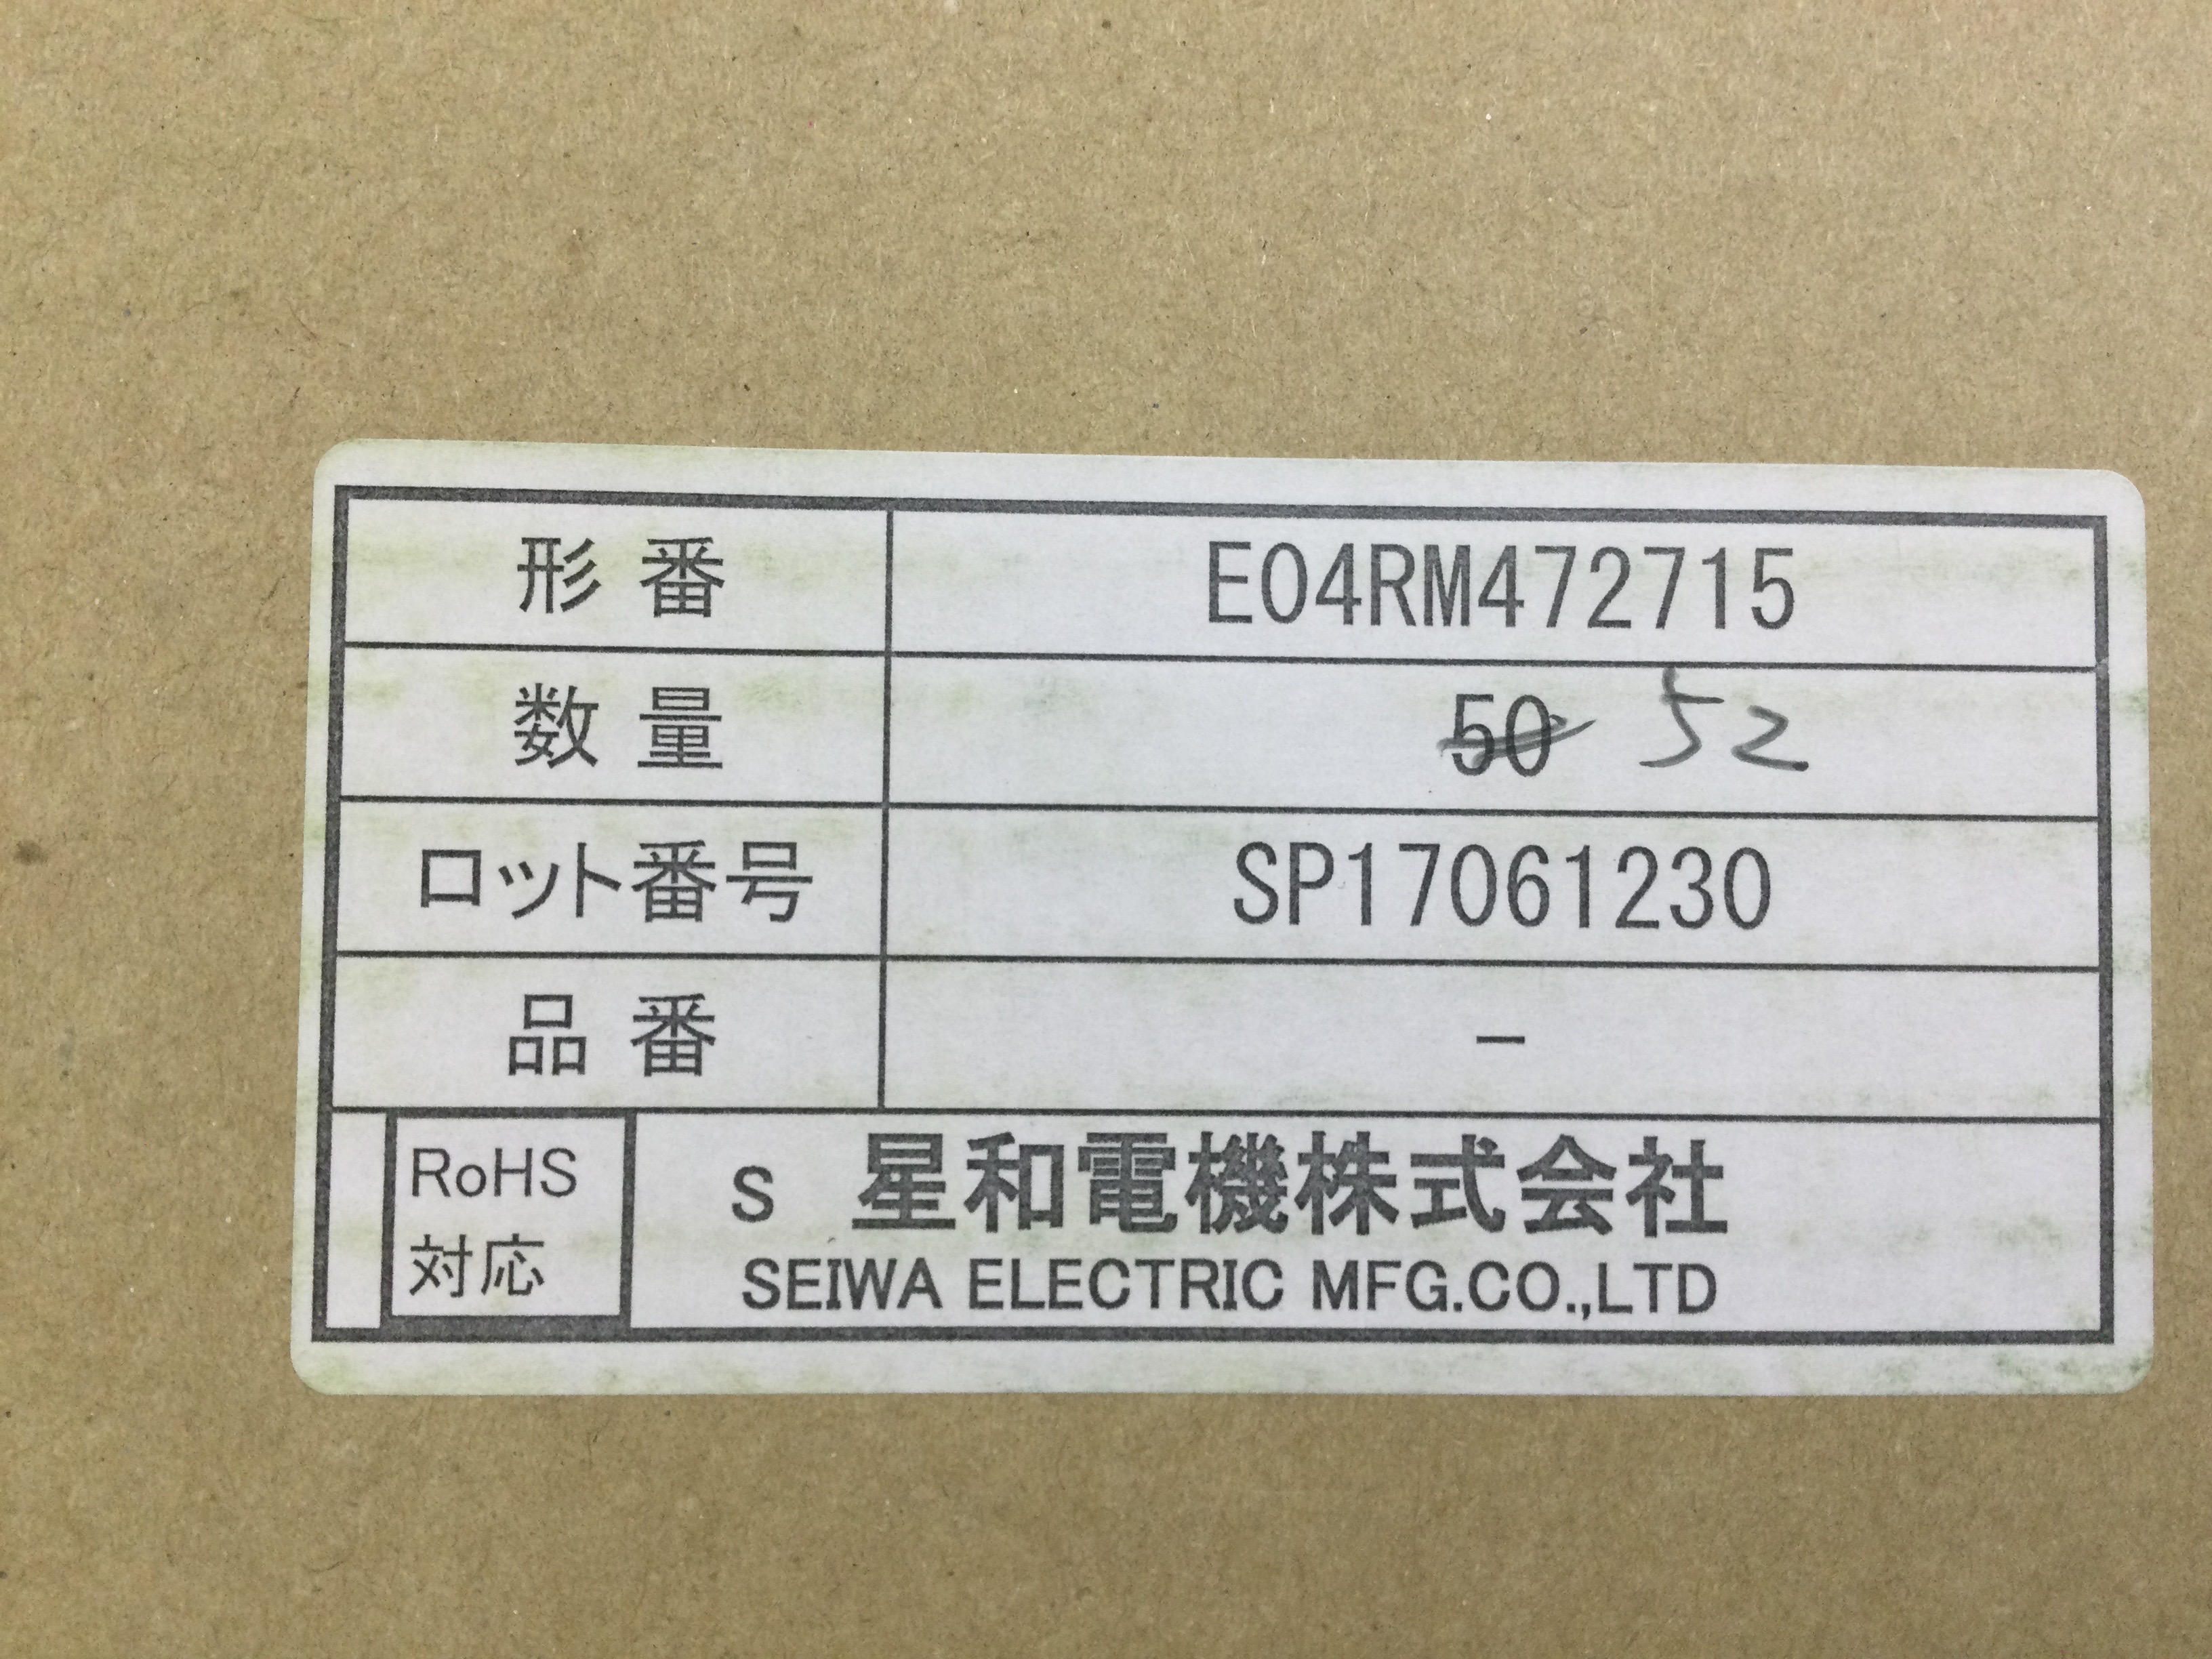 形番 E04RM472715
数量 50 52
ロット番号 SP17061230
品番 －
RoHS
対応
S 星和電機株式会社
SEIWA ELECTRIC MFG.CO.,LTD